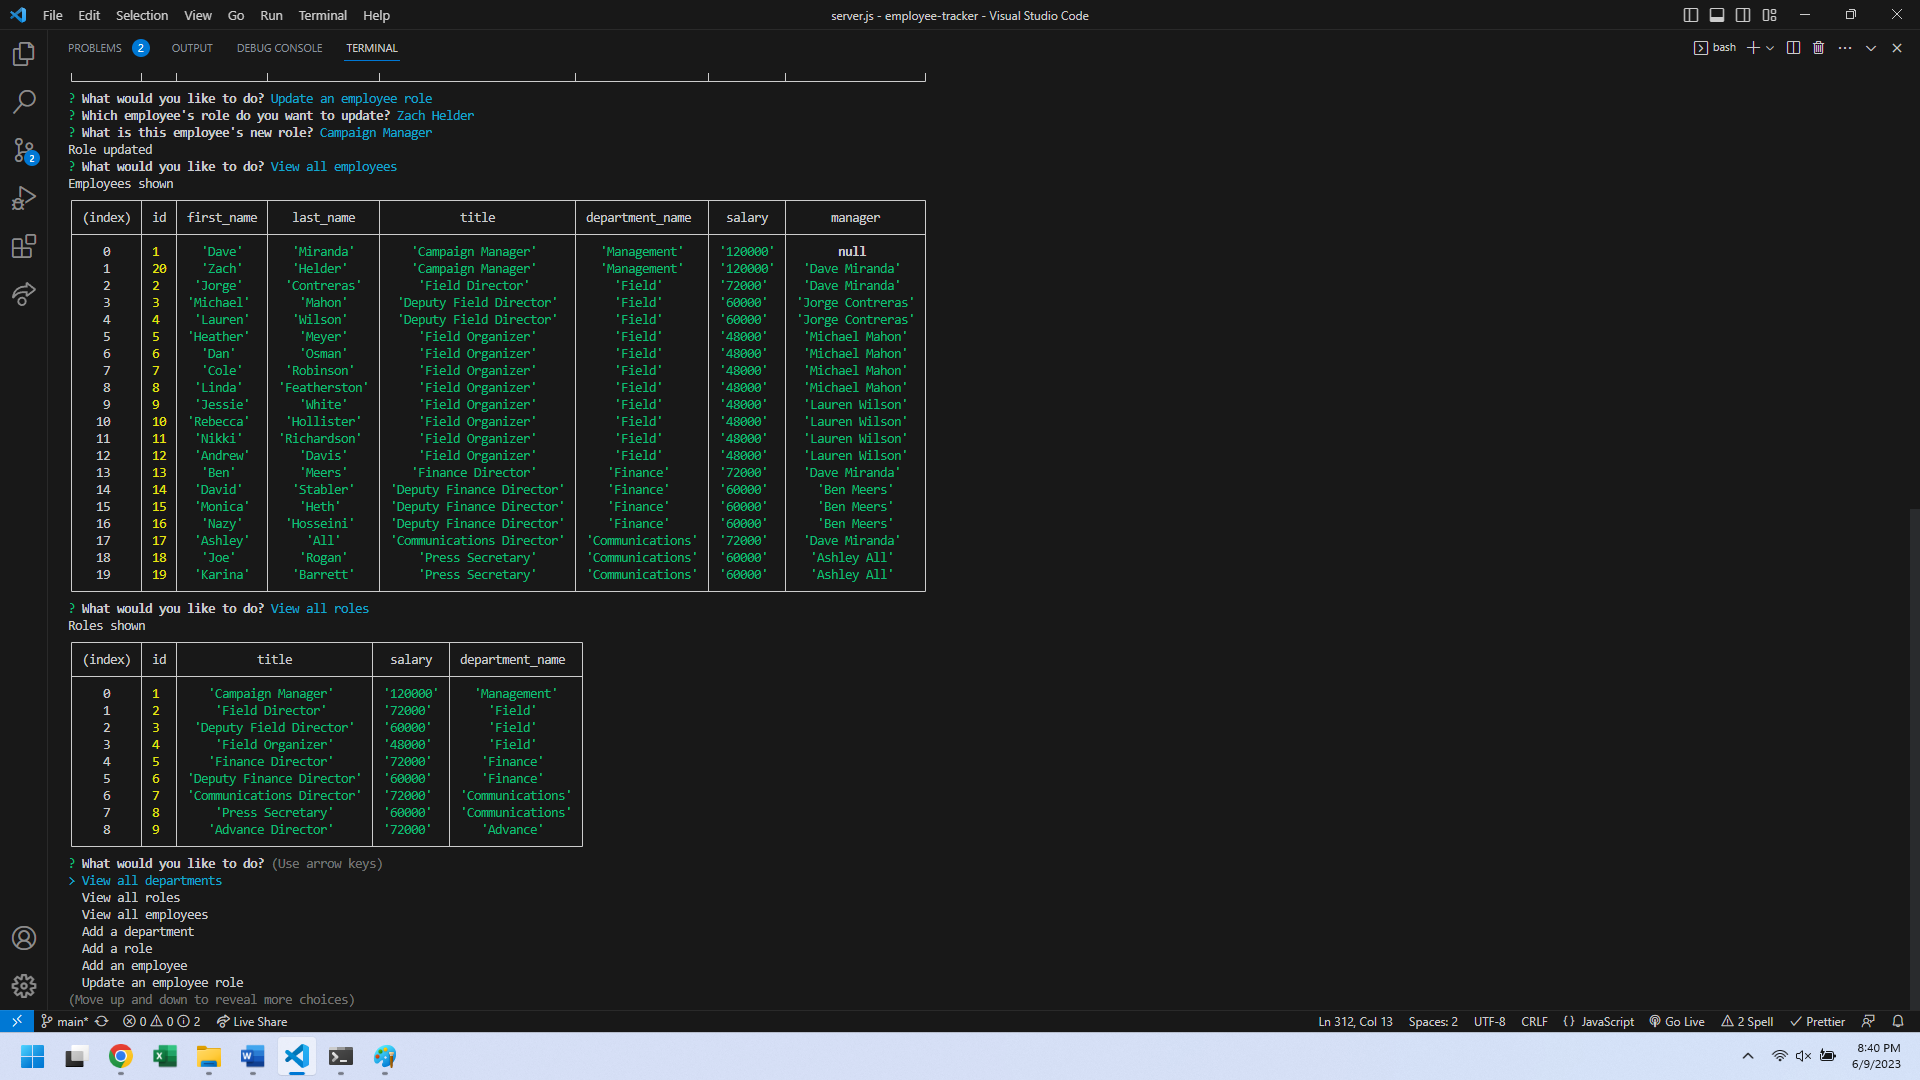 File Edit Selection View Go Run Terminal Help server.js - employee-tracker - Visual Studio Code
PROBLEMS 2 OUTPUT DEBUG CONSOLE TERMINAL bash
? What would you like to do? Update an employee role
? Which employee's role do you want to update? Zach Helder
? What is this employee's new role? Campaign Manager
Role updated
2
? What would you like to do? View all employees
Employees shown
(index) id first_name last_name title department_name salary manager
0 1 'Dave' 'Miranda' 'Campaign Manager' 'Management' '120000' null
1 20 'Zach' 'Helder' 'Campaign Manager' 'Management' '120000' 'Dave Miranda'
2 2 'Jorge' 'Contreras' 'Field Director' 'Field' '72000' 'Dave Miranda'
3 3 'Michael' 'Mahon' 'Deputy Field Director' 'Field' '60000' 'Jorge Contreras'
4 4 'Lauren' 'Wilson' 'Deputy Field Director' 'Field' '60000' 'Jorge Contreras'
5 5 'Heather' 'Meyer' 'Field Organizer' 'Field' '48000' 'Michael Mahon'
6 6 'Dan' 'Osman' 'Field Organizer' 'Field' '48000' 'Michael Mahon'
7 7 'Cole' 'Robinson' 'Field Organizer' 'Field' '48000' 'Michael Mahon'
8 8 'Linda' 'Featherston' 'Field Organizer' 'Field' '48000' 'Michael Mahon'
9 9 'Jessie' 'White' 'Field Organizer' 'Field' '48000' 'Lauren Wilson'
10 10 'Rebecca' 'Hollister' 'Field Organizer' 'Field' '48000' 'Lauren Wilson'
11 11 'Nikki' 'Richardson' 'Field Organizer' 'Field' '48000' 'Lauren Wilson'
12 12 'Andrew' 'Davis' 'Field Organizer' 'Field' '48000' 'Lauren Wilson'
13 13 'Ben' 'Meers' 'Finance Director' 'Finance' '72000' 'Dave Miranda'
14 14 'David' 'Stabler' 'Deputy Finance Director' 'Finance' '60000' 'Ben Meers'
15 15 'Monica' 'Heth' 'Deputy Finance Director' 'Finance' '60000' 'Ben Meers'
16 16 'Nazy' 'Hosseini' 'Deputy Finance Director' 'Finance' '60000' 'Ben Meers'
17 17 'Ashley' 'All' 'Communications Director' 'Communications' '72000' 'Dave Miranda'
18 18 'Joe' 'Rogan' 'Press Secretary' 'Communications' '60000' 'Ashley All'
19 19 'Karina' 'Barrett' 'Press Secretary' 'Communications' '60000' 'Ashley All'
? What would you like to do? View all roles
Roles shown
(index) id title salary department_name
0 1 'Campaign Manager' '120000' 'Management'
1 2 'Field Director' '72000' 'Field'
2 3 'Deputy Field Director' '60000' 'Field'
3 4 'Field Organizer' '48000' 'Field'
4 5 'Finance Director' '72000' 'Finance'
5 6 'Deputy Finance Director' '60000' 'Finance'
6 7 'Communications Director' '72000' 'Communications'
7 8 'Press Secretary' '60000' 'Communications'
8 9 'Advance Director' '72000' 'Advance'
? What would you like to do? (Use arrow keys)
> View all departments
View all roles
View all employees
Add a department
Add a role
Add an employee
Update an employee role
(Move up and down to reveal more choices)
main* 0 0 2 Live Share Ln 312, Col 13 Spaces: 2 UTF-8 CRLF {} JavaScript Go Live 2 Spell Prettier
8:40 PM
6/9/2023